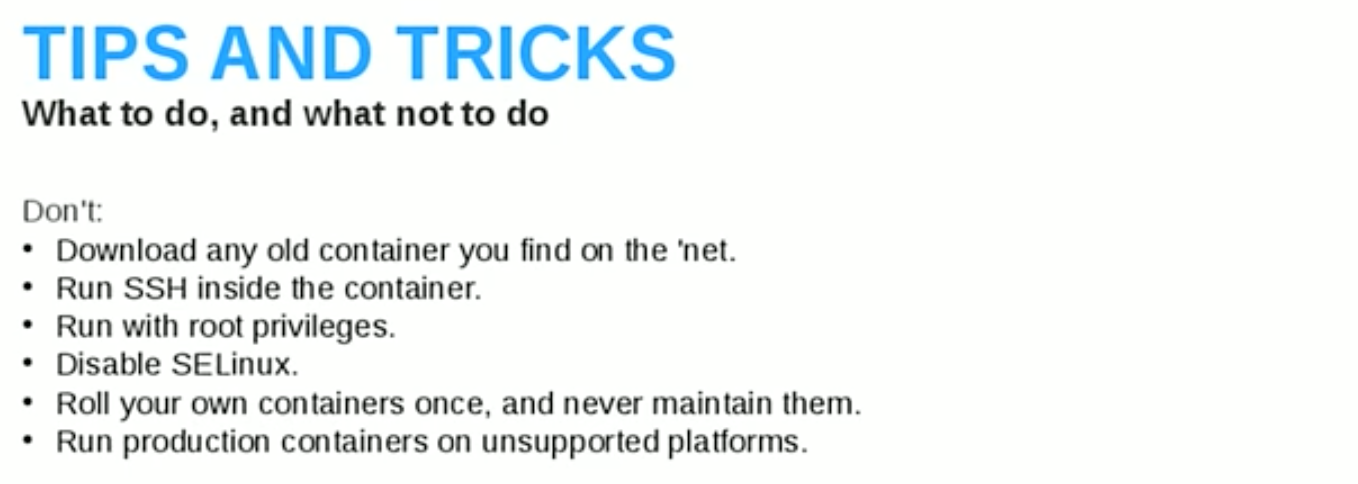 TIPS AND TRICKS
What to do, and what not to do
Don't:
• Download any old container you find on the 'net.
• Run SSH inside the container.
• Run with root privileges.
• Disable SELinux.
• Roll your own containers once, and never maintain them.
• Run production containers on unsupported platforms.